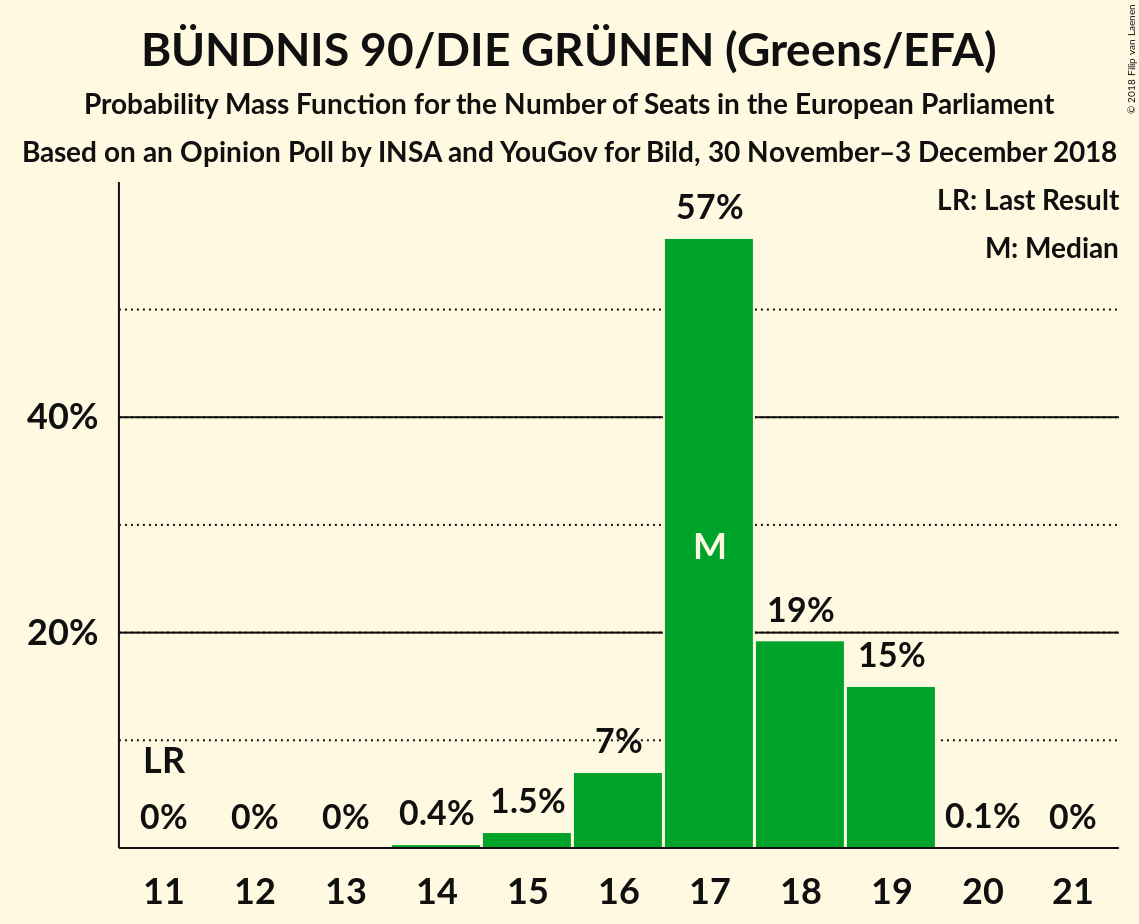 BÜNDNIS 90/DIE GRÜNEN (Greens/EFA)
Probability Mass Function for the Number of Seats in the European Parliament
Based on an Opinion Poll by INSA and YouGov for Bild, 30 November–3 December 2018
© 2018 Filip van Laenen
LR: Last Result
M: Median
57%
40%
M
19%
20%
15%
7%
LR
1.5%
0% 0% 0% 0.4% 0.1% 0%
11 12 13 14 15 16 17 18 19 20 21